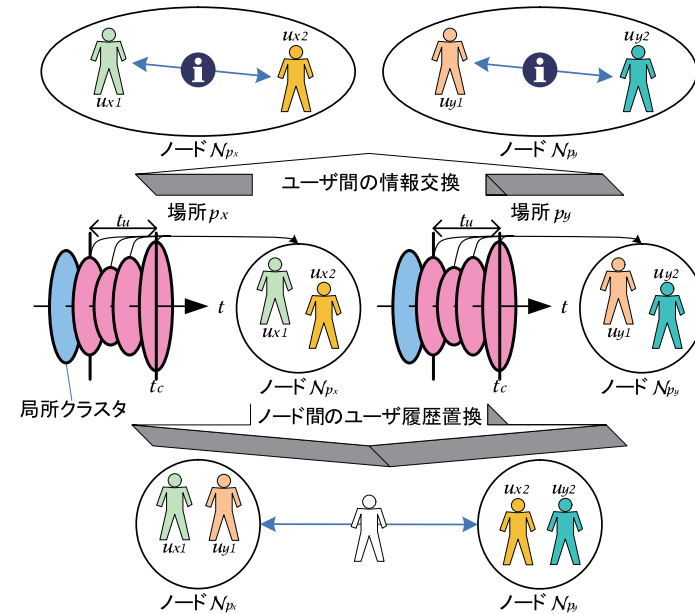 ux2
uy2
i
i
ux1
uy1
ノード Npx
ノード Npy
ユーザ間の情報交換
場所 px
場所 py
tu
tu
ux2
uy2
t
t
ux1
uy1
tc
tc
ノード Npx
ノード Npy
局所クラスタ
ノード間のユーザ履歴置換
ux2
uy2
ux1
uy1
ノード Npx
ノード Npy